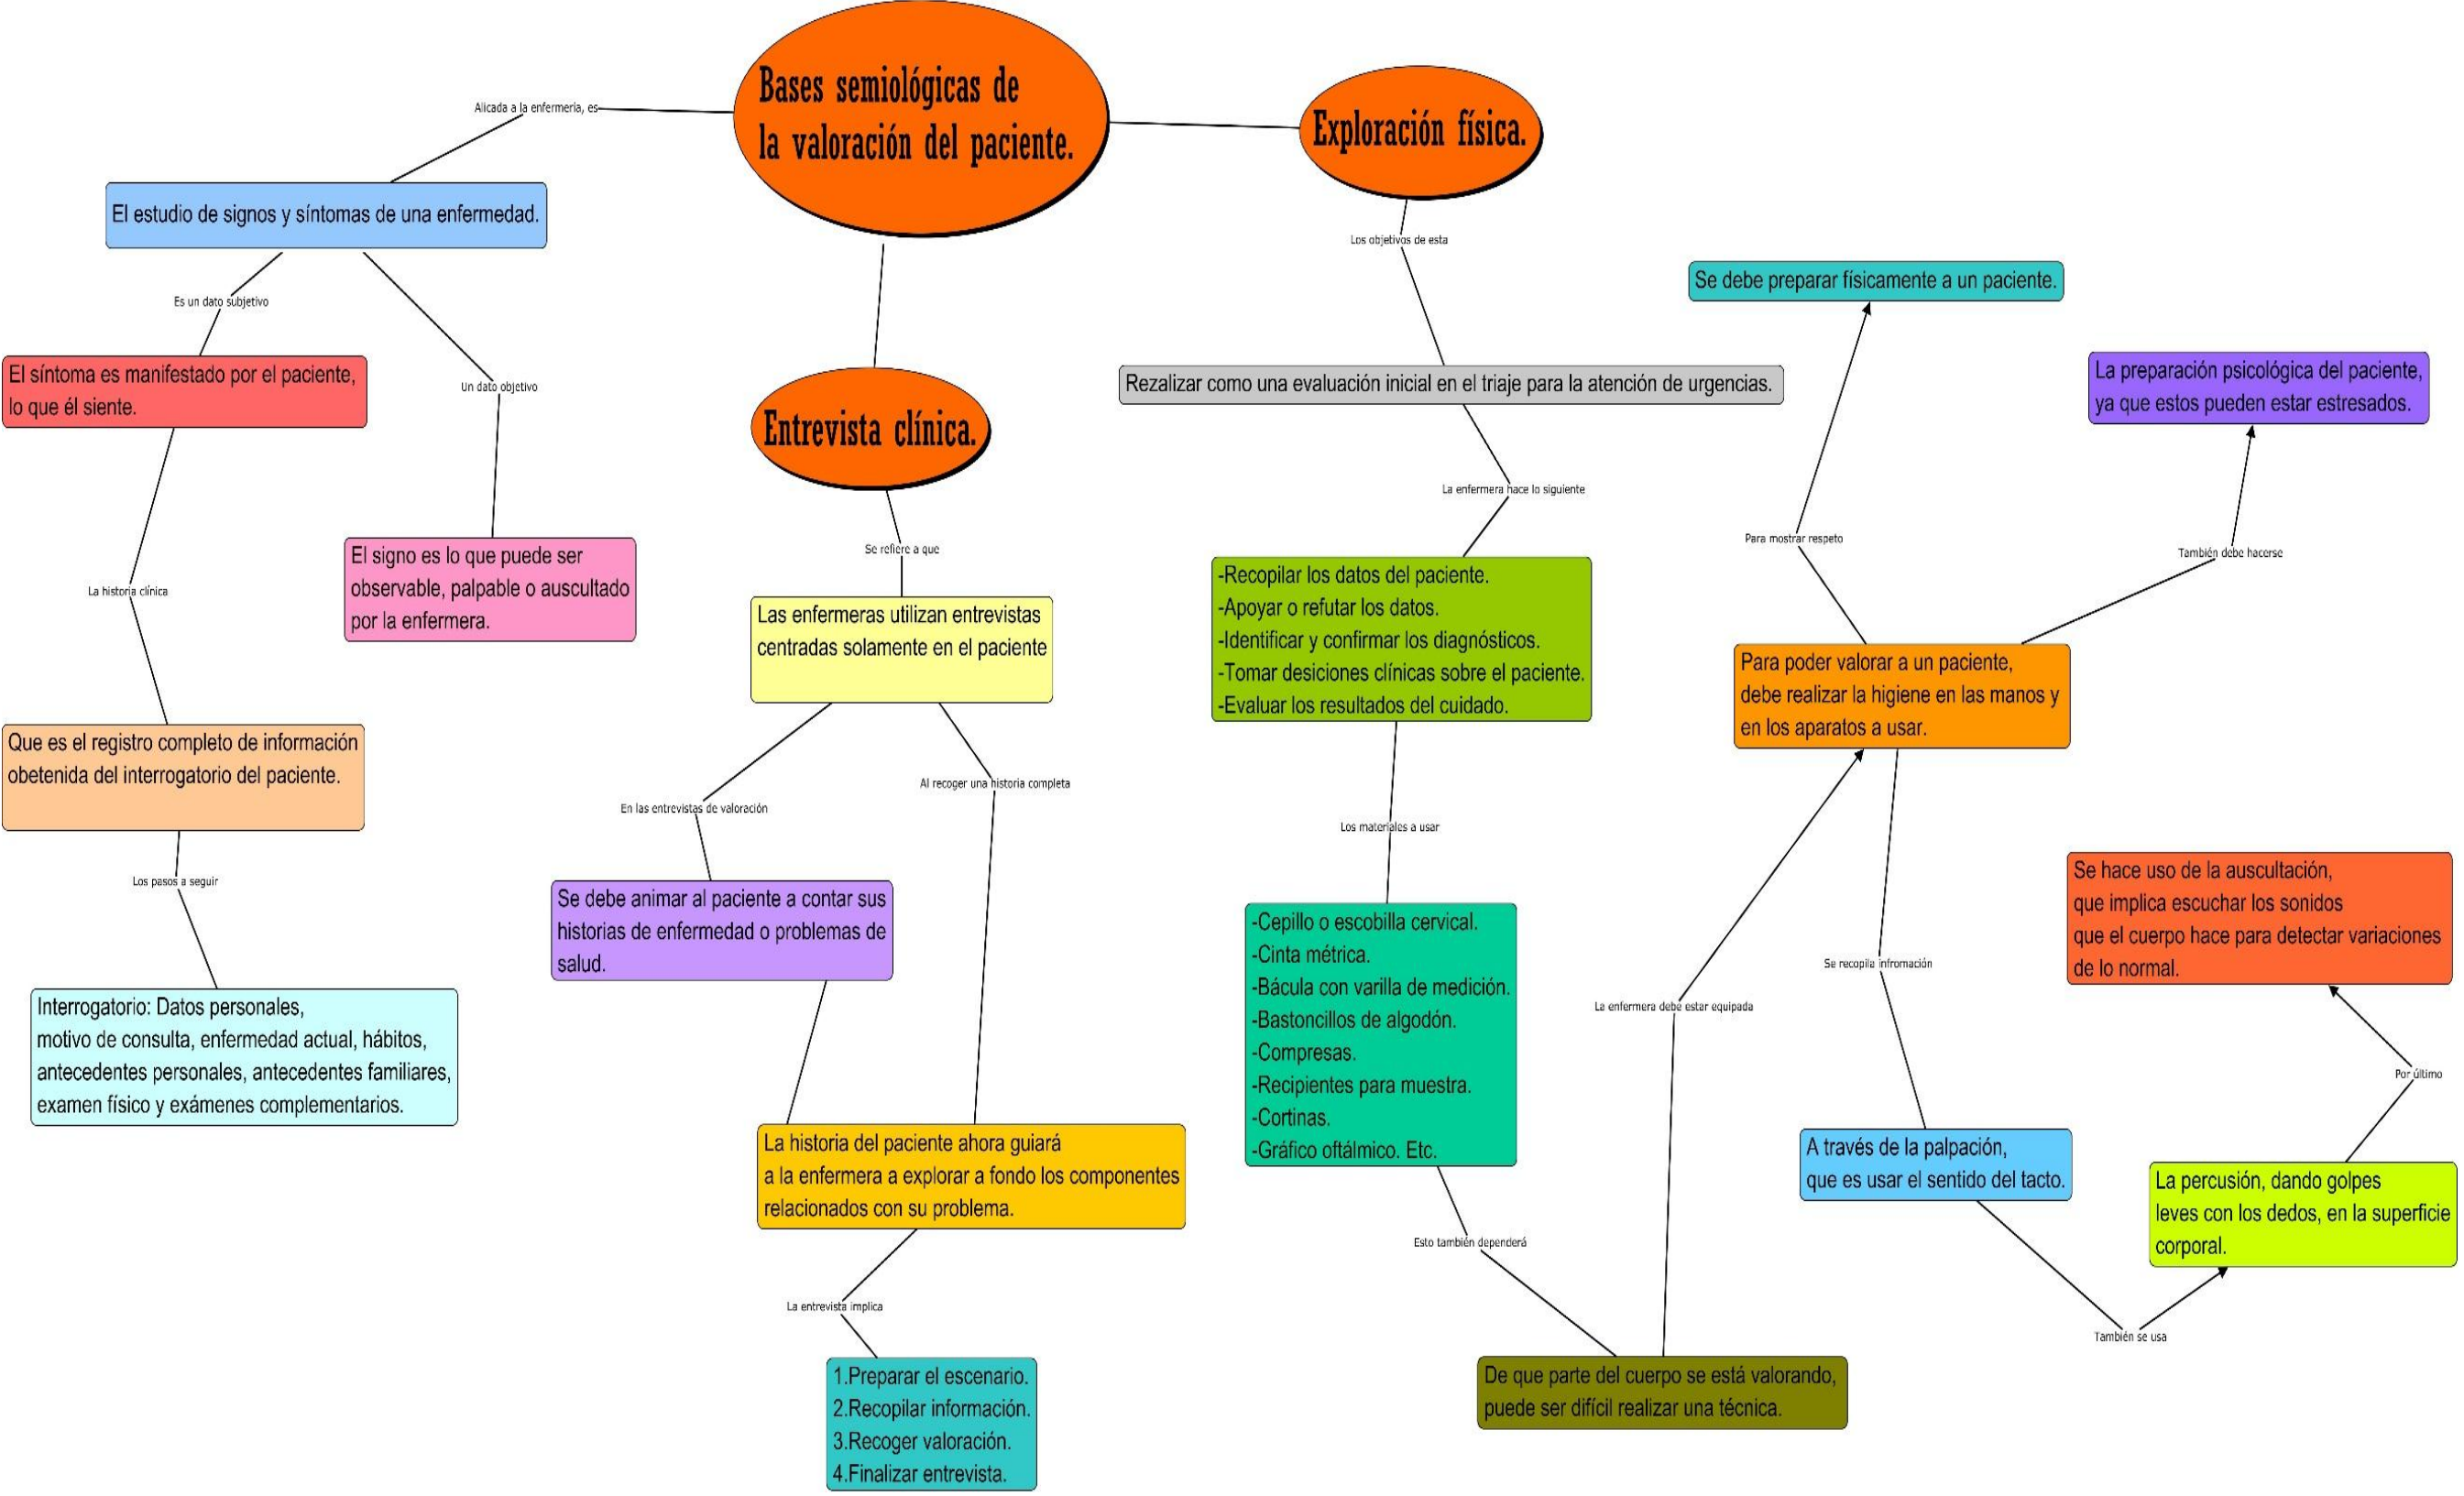 Bases semiológicas de
la valoración del paciente.
Alicada a la enfermería, es
El estudio de signos y síntomas de una enfermedad.
Es un dato subjetivo
El síntoma es manifestado por el paciente,
lo que él siente.
Un dato objetivo
El signo es lo que puede ser
observable, palpable o auscultado
por la enfermera.
La historia clínica
Que es el registro completo de información
obetenida del interrogatorio del paciente.
Los pasos a seguir
Interrogatorio: Datos personales,
motivo de consulta, enfermedad actual, hábitos,
antecedentes personales, antecedentes familiares,
examen físico y exámenes complementarios.
Entrevista clínica.
Se refiere a que
Las enfermeras utilizan entrevistas
centradas solamente en el paciente
En las entrevistas de valoración
Se debe animar al paciente a contar sus
historias de enfermedad o problemas de
salud.
Al recoger una historia completa
La historia del paciente ahora guiará
a la enfermera a explorar a fondo los componentes
relacionados con su problema.
La entrevista implica
1.Preparar el escenario.
2.Recopilar información.
3.Recoger valoración.
4.Finalizar entrevista.
Exploración física.
Los objetivos de esta
Rezalizar como una evaluación inicial en el triaje para la atención de urgencias.
La enfermera hace lo siguiente
-Recopilar los datos del paciente.
-Apoyar o refutar los datos.
-Identificar y confirmar los diagnósticos.
-Tomar desiciones clínicas sobre el paciente.
-Evaluar los resultados del cuidado.
Los materiales a usar
-Cepillo o escobilla cervical.
-Cinta métrica.
-Bácula con varilla de medición.
-Bastoncillos de algodón.
-Compresas.
-Recipientes para muestra.
-Cortinas.
-Gráfico oftálmico. Etc.
Esto también dependerá
De que parte del cuerpo se está valorando,
puede ser difícil realizar una técnica.
La enfermera debe estar equipada
Para poder valorar a un paciente,
debe realizar la higiene en las manos y
en los aparatos a usar.
Para mostrar respeto
Se debe preparar físicamente a un paciente.
También debe hacerse
La preparación psicológica del paciente,
ya que estos pueden estar estresados.
Se recopila infromación
A través de la palpación,
que es usar el sentido del tacto.
También se usa
La percusión, dando golpes
leves con los dedos, en la superficie
corporal.
Por último
Se hace uso de la auscultación,
que implica escuchar los sonidos
que el cuerpo hace para detectar variaciones
de lo normal.